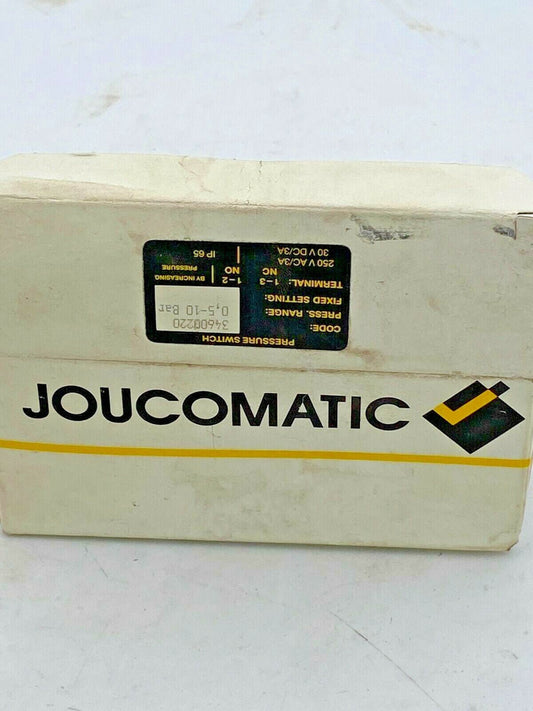 PRESSURE SWITCH
CODE: 34600220
PRESS. RANGE: 0,5-10 Bar
FIXED SETTING:
TERMINAL: 1-3 1-2 BY INCREASING
NC NO PRESSURE
250 V AC/3A
30 V DC/3A IP 65
JOUCOMATIC